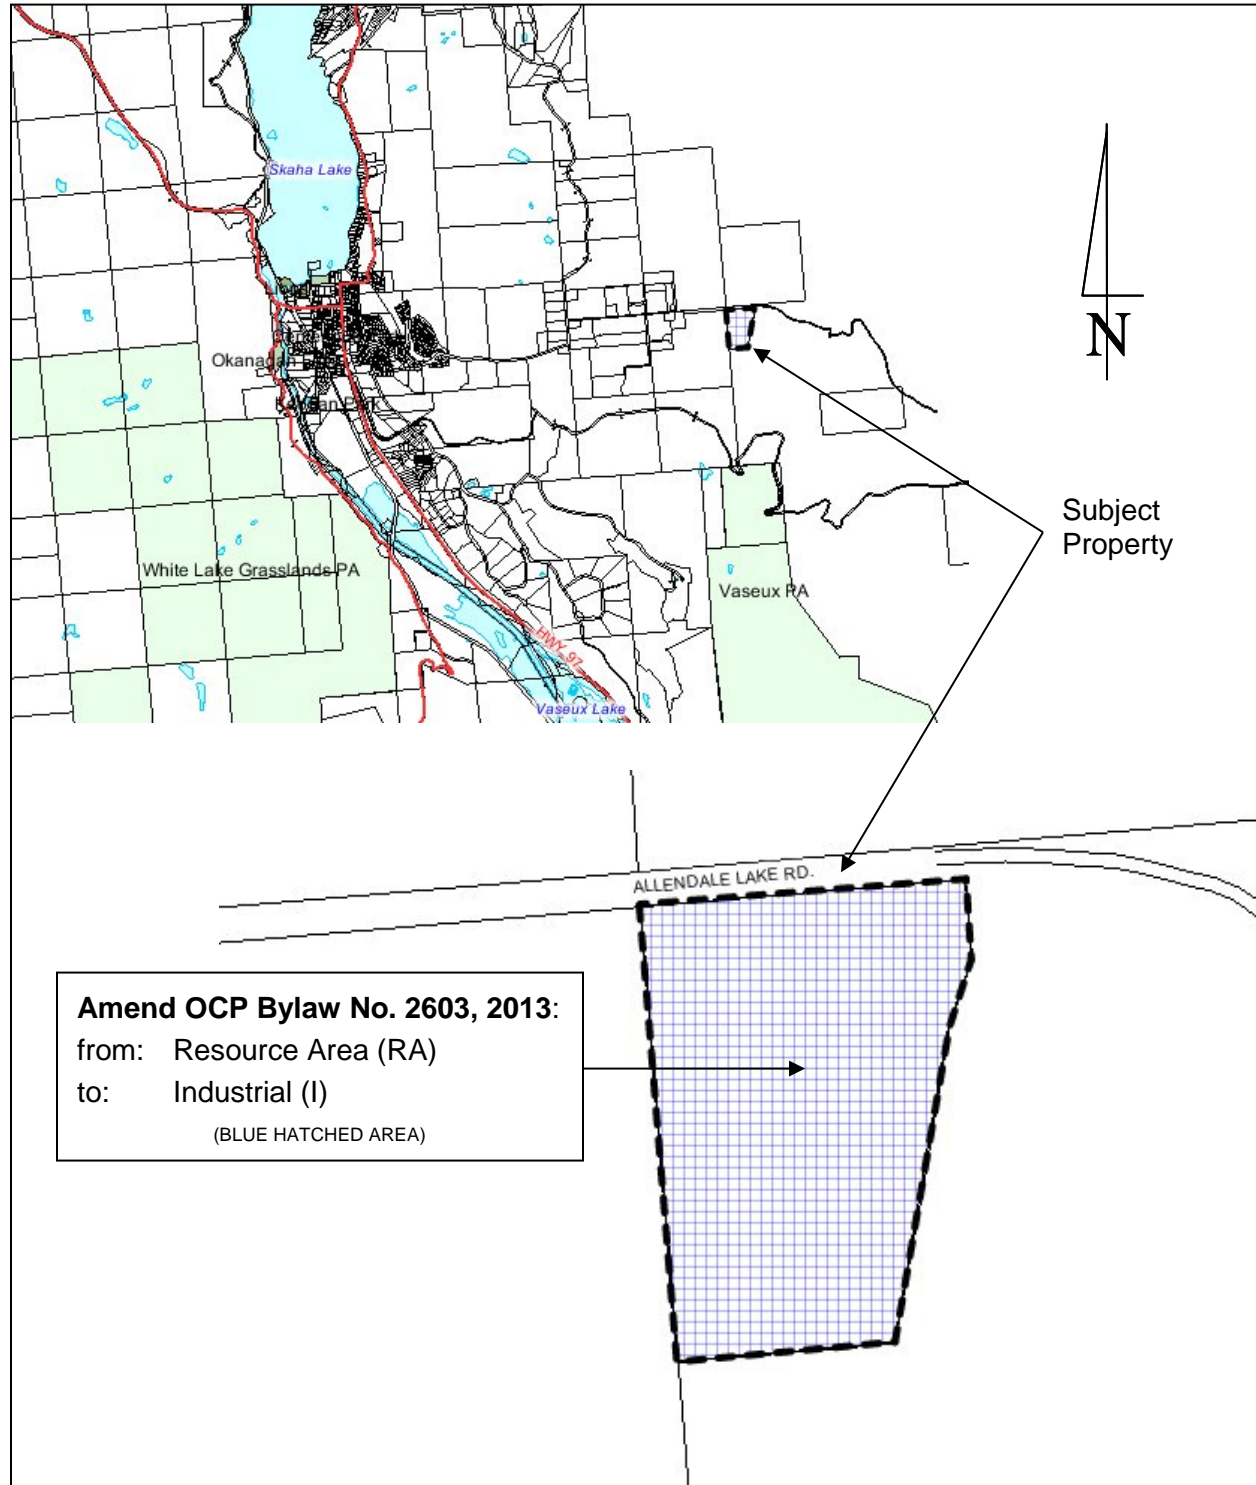 Skaha Lake
N
Okanagan
Subject
Property
White Lake Grasslands PA
Vaseux PA
HWY 97
Vaseux Lake
ALLENDALE LAKE RD.
Amend OCP Bylaw No. 2603, 2013:
from: Resource Area (RA)
to: Industrial (I)
(BLUE HATCHED AREA)